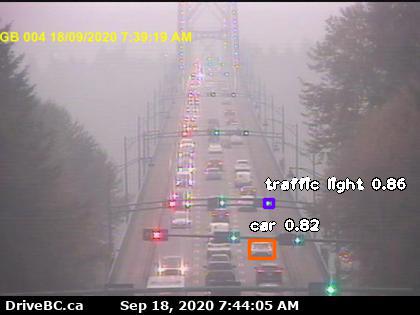 GB 004 18/09/2020 7:39:19 AM
traffic light 0.86
car 0.82
DriveBC.ca Sep 18, 2020 7:44:05 AM